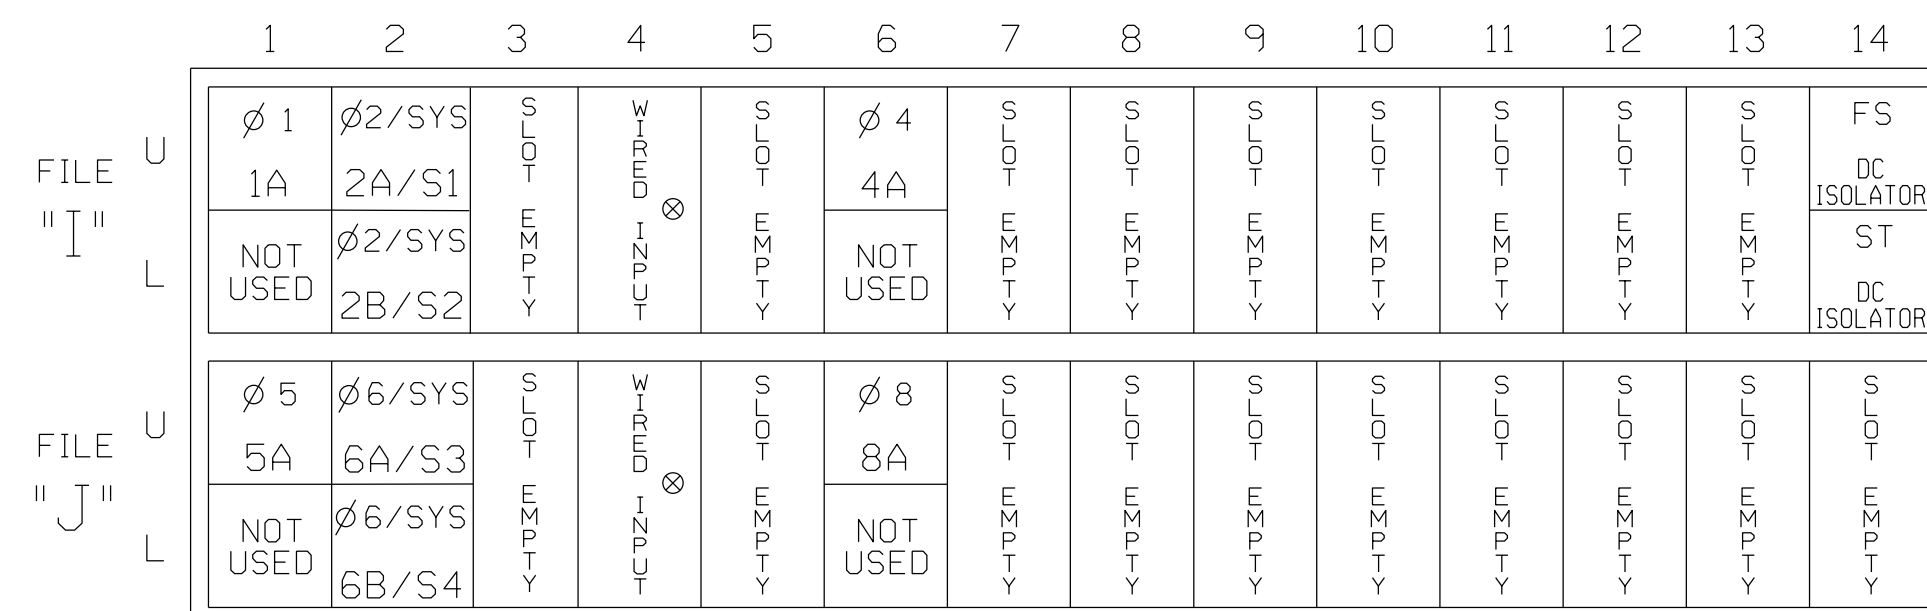 1 2 3 4 5 6 7 8 9 10 11 12 13 14
FILE
"I"
U
L
Ø 1
1A
NOT
USED
Ø2/SYS
2A/S1
Ø2/SYS
2B/S2
SLOT EMPTY
WIRED INPUT
SLOT EMPTY
Ø 4
4A
NOT
USED
SLOT EMPTY
SLOT EMPTY
SLOT EMPTY
SLOT EMPTY
SLOT EMPTY
SLOT EMPTY
SLOT EMPTY
FS
DC
ISOLATOR
ST
DC
ISOLATOR
FILE
"J"
U
L
Ø 5
5A
NOT
USED
Ø6/SYS
6A/S3
Ø6/SYS
6B/S4
SLOT EMPTY
WIRED INPUT
SLOT EMPTY
Ø 8
8A
NOT
USED
SLOT EMPTY
SLOT EMPTY
SLOT EMPTY
SLOT EMPTY
SLOT EMPTY
SLOT EMPTY
SLOT EMPTY
SLOT EMPTY